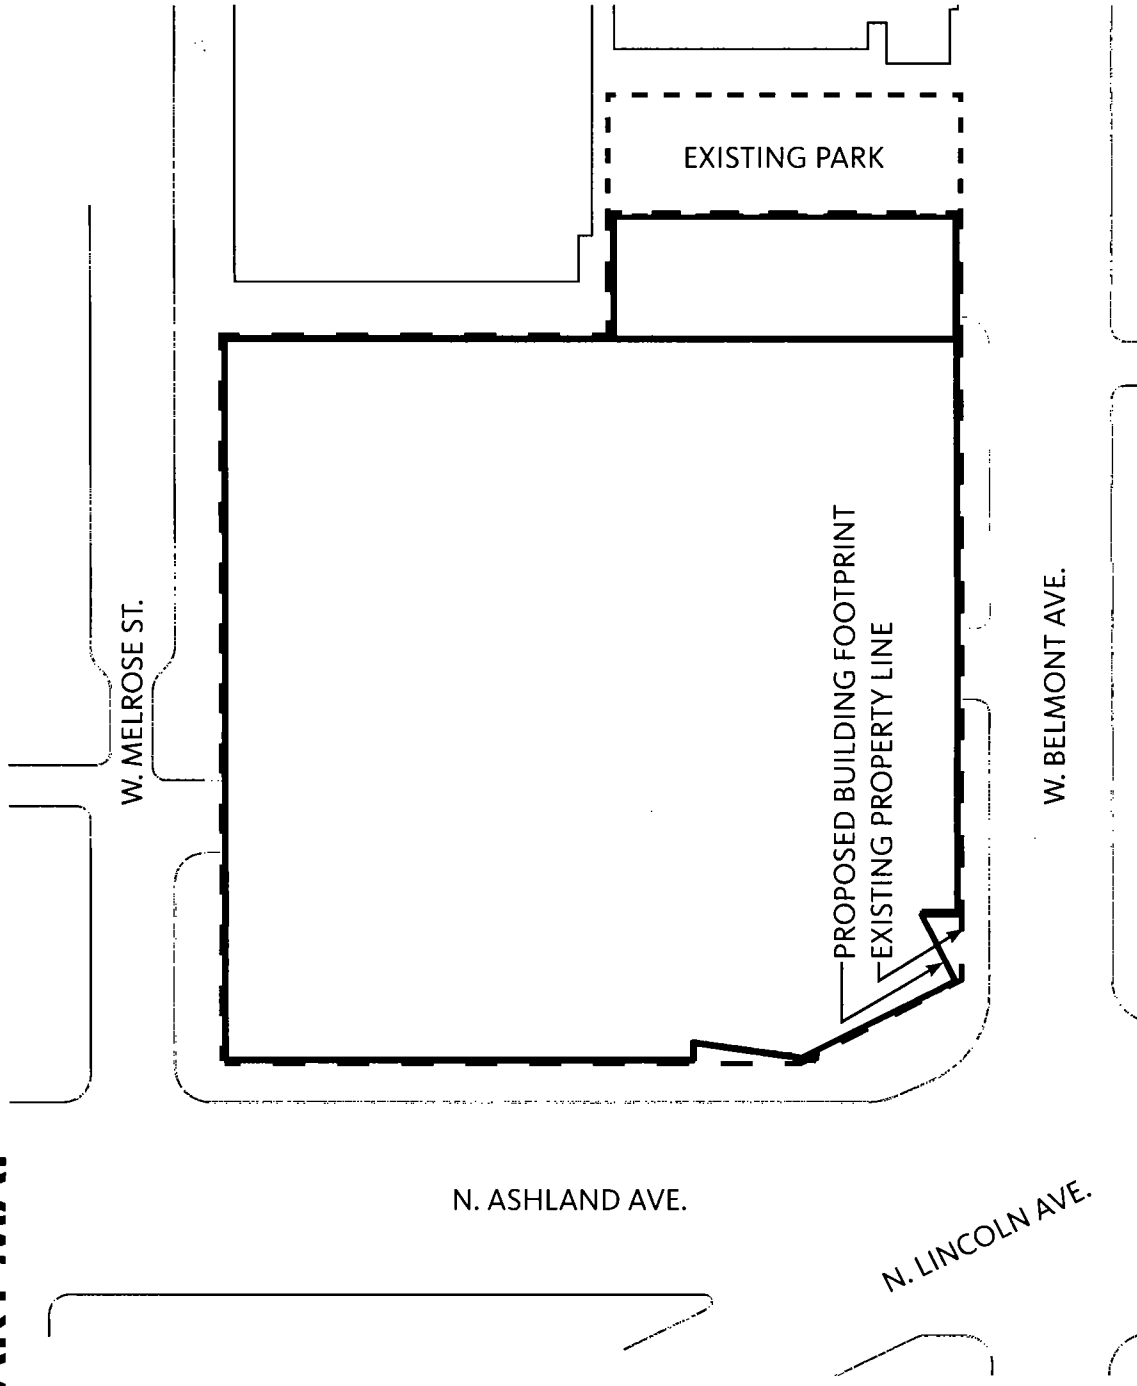 EXISTING PARK
W. MELROSE ST.
PROPOSED BUILDING FOOTPRINT
EXISTING PROPERTY LINE
W. BELMONT AVE.
N. ASHLAND AVE.
N. LINCOLN AVE.